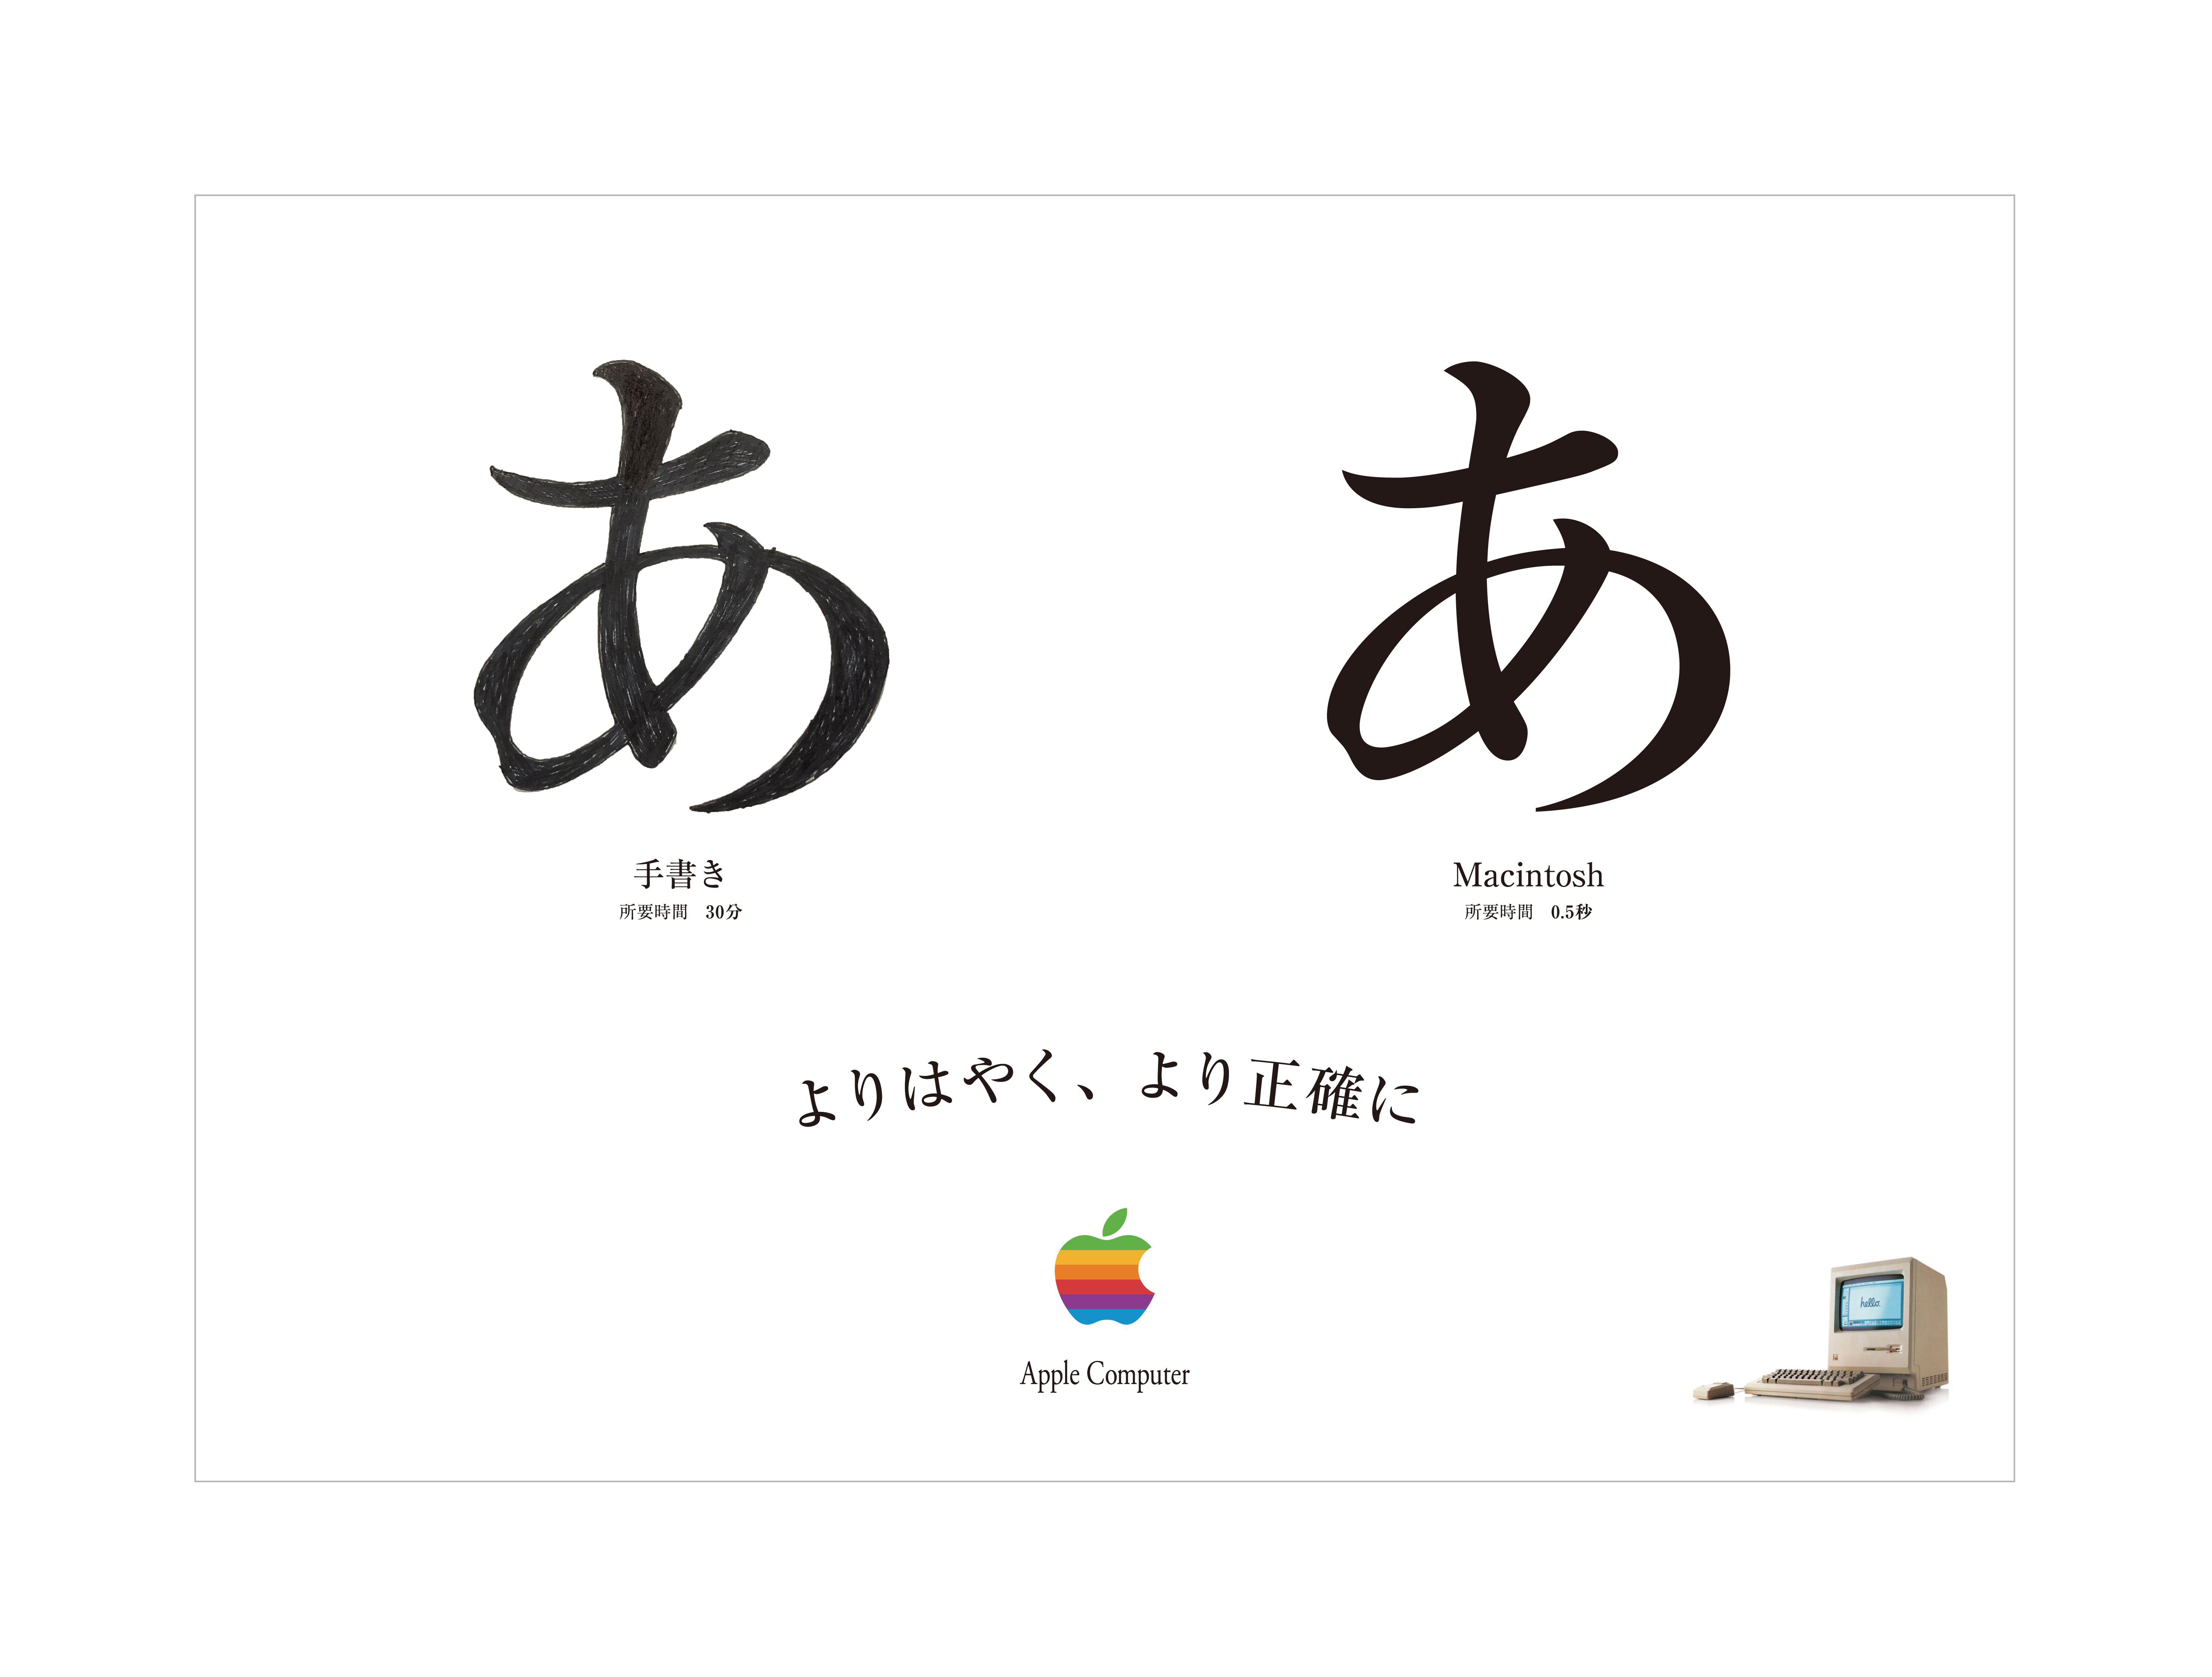 あ
あ
手書き
所要時間　30分
Macintosh
所要時間　0.5秒
よりはやく、より正確に
Apple Computer
hello.